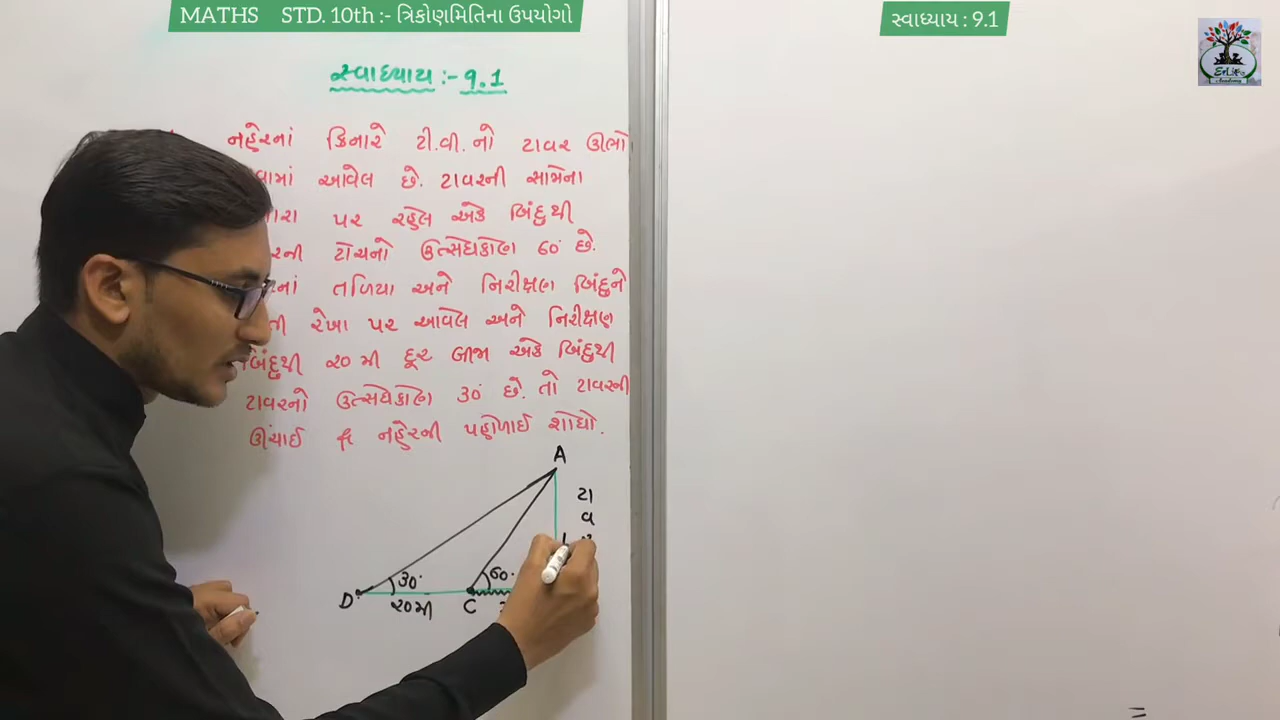 MATHS STD. 10th :- ત્રિકોણમિતિના ઉપયોગો
સ્વાધ્યાય : 9.1
સ્વાધ્યાય :- ૧.1
નહેરનાં કિનારે ટી.વી.નો ટાવર ઊભો
આવેલ છે. ટાવરની સામેના
પર રહેલ એક બિંદુથી
ટોચનો ઉત્સેધકોણ 60° છે.
તળિયા અને નિરીક્ષણ બિંદુને
રેખા પર આવેલ અને નિરીક્ષણ
બિંદુથી ૨૦ મી દૂર બીજા એક બિંદુથી
ટાવરનો ઉત્સેધકોણ 30° છે. તો ટાવરની
ઊંચાઈ & નહેરની પહોળાઈ શોધો.
A
ટા
વ
30°
60°
D
૨૦મી
C
=